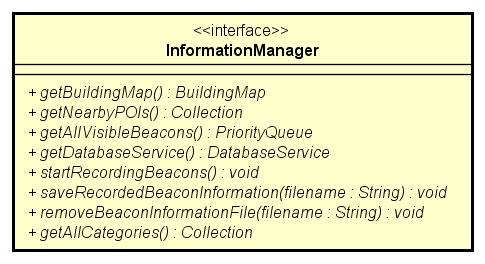 <<interface>>
InformationManager
+ getBuildingMap() : BuildingMap
+ getNearbyPOIs() : Collection
+ getAllVisibleBeacons() : PriorityQueue
+ getDatabaseService() : DatabaseService
+ startRecordingBeacons() : void
+ saveRecordedBeaconInformation(filename : String) : void
+ removeBeaconInformationFile(filename : String) : void
+ getAllCategories() : Collection